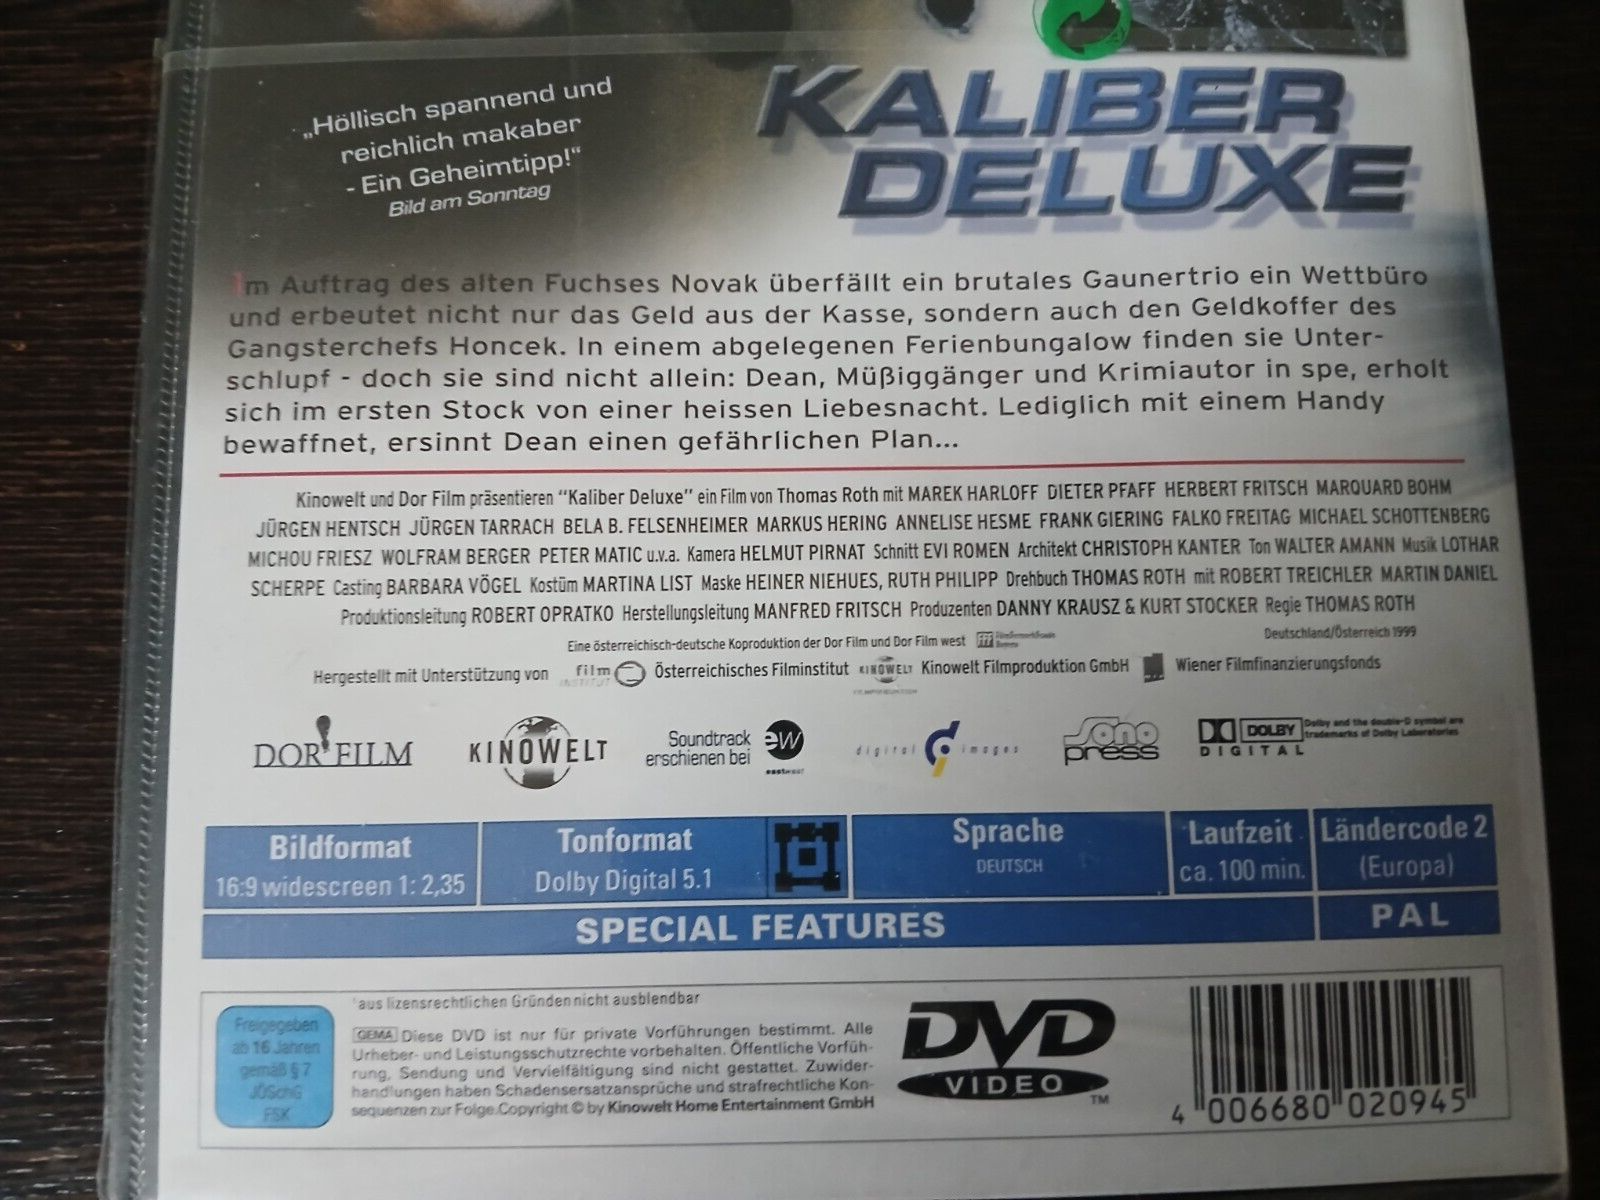 „Höllisch spannend und
reichlich makaber
- Ein Geheimtipp!“
Bild am Sonntag
KALIBER
DELUXE
Im Auftrag des alten Fuchses Novak überfällt ein brutales Gaunertrio ein Wettbüro
und erbeutet nicht nur das Geld aus der Kasse, sondern auch den Geldkoffer des
Gangsterchefs Honcek. In einem abgelegenen Ferienbungalow finden sie Unter-
schlupf - doch sie sind nicht allein: Dean, Müßiggänger und Krimiautor in spe, erholt
sich im ersten Stock von einer heissen Liebesnacht. Lediglich mit einem Handy
bewaffnet, ersinnt Dean einen gefährlichen Plan...
Kinowelt und Dor Film präsentieren "Kaliber Deluxe" ein Film von Thomas Roth mit MAREK HARLOFF DIETER PFAFF HERBERT FRITSCH MARQUARD BOHM
JÜRGEN HENTSCH JÜRGEN TARRACH BELA B. FELSENHEIMER MARKUS HERING ANNELISE HESME FRANK GIERING FALKO FREITAG MICHAEL SCHOTTENBERG
MICHOU FRIESZ WOLFRAM BERGER PETER MATIC u.v.a. Kamera HELMUT PIRNAT Schnitt EVI ROMEN Architekt CHRISTOPH KANTER Ton WALTER AMANN Musik LOTHAR
SCHERPE Casting BARBARA VÖGEL Kostüm MARTINA LIST Maske HEINER NIEHUES, RUTH PHILIPP Drehbuch THOMAS ROTH mit ROBERT TREICHLER MARTIN DANIEL
Produktionsleitung ROBERT OPRATKO Herstellungsleitung MANFRED FRITSCH Produzenten DANNY KRAUSZ & KURT STOCKER Regie THOMAS ROTH
Eine österreichisch-deutsche Koproduktion der Dor Film und Dor Film west
Deutschland/Österreich 1999
Hergestellt mit Unterstützung von film INSTITUT Österreichisches Filminstitut KINOWELT FILMPRODUKTION Kinowelt Filmproduktion GmbH Wiener Filmfinanzierungsfonds
DOR FILM
KINOWELT
Soundtrack
erschienen bei
ew
eastwest
digital images
Sono
press
DOLBY
DIGITAL
Dolby and the double-D symbol are
trademarks of Dolby Laboratories
Bildformat
16:9 widescreen 1: 2,35
Tonformat
Dolby Digital 5.1
Sprache
DEUTSCH
Laufzeit
ca. 100 min.
Ländercode 2
(Europa)
SPECIAL FEATURES
PAL
Freigegeben
ab 16 Jahren
gemäß § 7
JÖSchG
FSK
*aus lizensrechtlichen Gründen nicht ausblendbar
GEMA Diese DVD ist nur für private Vorführungen bestimmt. Alle
Urheber- und Leistungsschutzrechte vorbehalten. Öffentliche Vorfüh-
rung, Sendung und Vervielfältigung sind nicht gestattet. Zuwider-
handlungen haben Schadensersatzansprüche und strafrechtliche Kon-
sequenzen zur Folge. Copyright © by Kinowelt Home Entertainment GmbH
DVD
VIDEO
TM
4 006680 020945